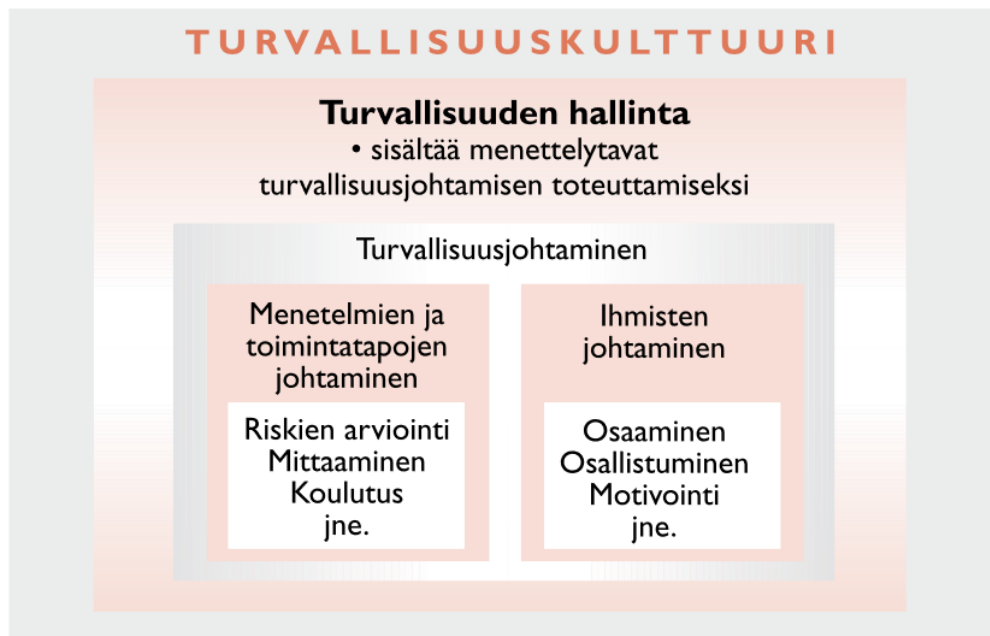 TURVALLISUUSKULTTUURI
Turvallisuuden hallinta
• sisältää menettelytavat
turvallisuusjohtamisen toteuttamiseksi
Turvallisuusjohtaminen
Menetelmien ja
toimintatapojen
johtaminen
Riskien arviointi
Mittaaminen
Koulutus
jne.
Ihmisten
johtaminen
Osaaminen
Osallistuminen
Motivointi
jne.